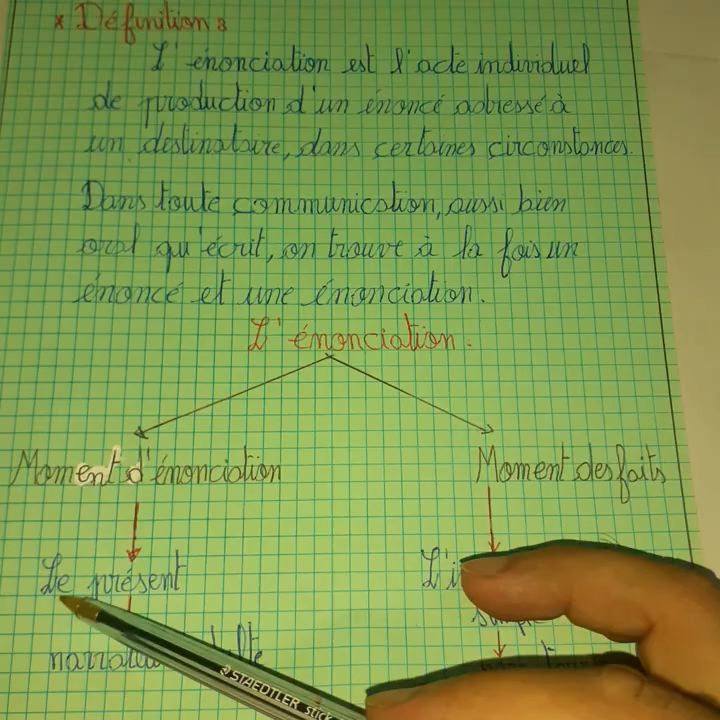 * Définition :
L'énonciation est l'acte individuel
de production d'un énoncé adressé à
un destinataire, dans certaines circonstances.
Dans toute communication, aussi bien
oral qu'écrit, on trouve à la fois un
énoncé et une énonciation.
L'énonciation.
Moment d'énonciation
Moment des faits
Le présent
STAEDTLER stick